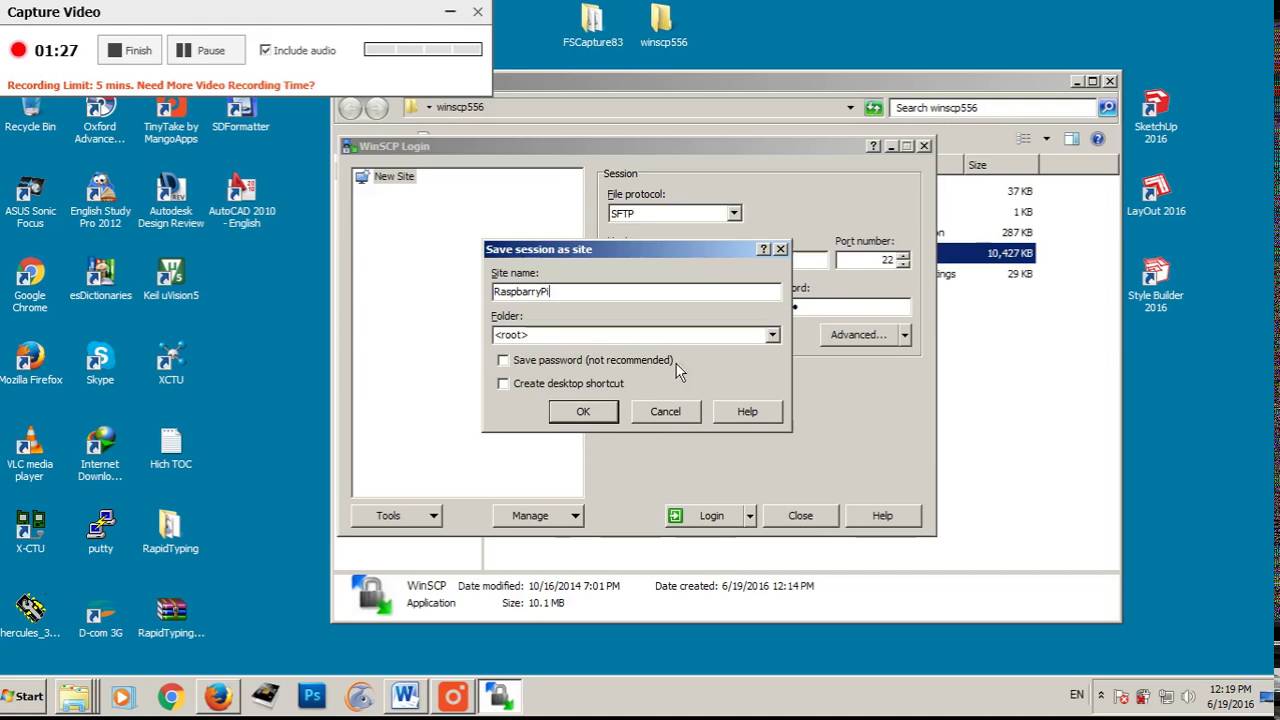 Capture Video
01:27
Finish
Pause
Include audio
Recording Limit: 5 mins. Need More Video Recording Time?
FSCapture83
winscp556
Recycle Bin
Oxford
Advance...
TinyTake by
MangoApps
SDFormatter
winscp556
Search winscp556
SketchUp
2016
WinSCP Login
Size
New Site
Session
File protocol:
SFTP
Port number:
22
37 KB
1 KB
on
287 KB
10,427 KB
ings
29 KB
ASUS Sonic
Focus
English Study
Pro 2012
Autodesk
Design Review
AutoCAD 2010
- English
LayOut 2016
Save session as site
Site name:
RaspbarryPi
Folder:
<root>
Save password (not recommended)
Create desktop shortcut
OK
Cancel
Help
ord:
Advanced...
Google
Chrome
esDictionaries
Keil uVision5
Style Builder
2016
Mozilla Firefox
Skype
XCTU
VLC media
player
Internet
Downlo...
Hich TOC
Tools
Manage
Login
Close
Help
X-CTU
putty
RapidTyping
WinSCP
Date modified: 10/16/2014 7:01 PM
Date created: 6/19/2016 12:14 PM
Application
Size: 10.1 MB
hercules_3...
D-com 3G
RapidTyping...
Start
Ps
W
EN
12:19 PM
6/19/2016